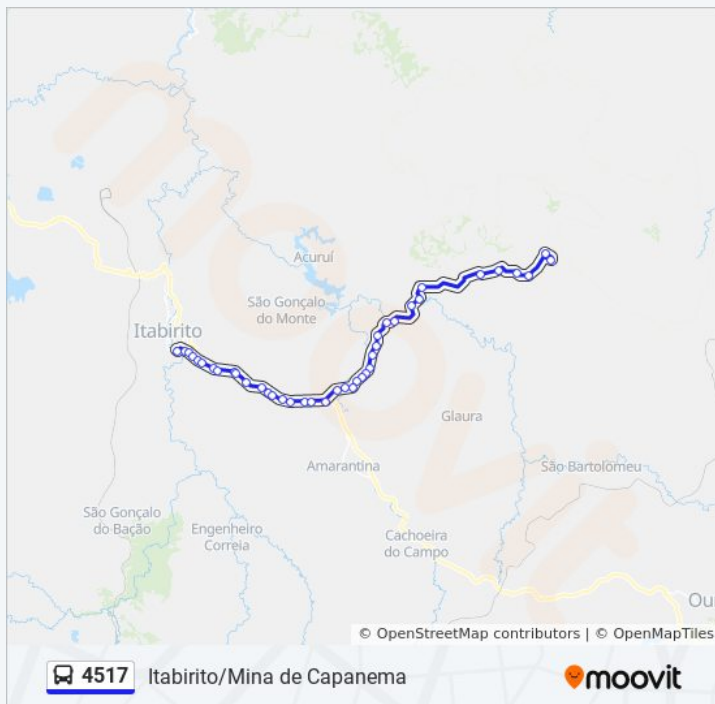 moovit
Acuruí
São Gonçalo
do Monte
Itabirito
Glaura
Amarantina
São Bartolomeu
São Gonçalo
do Bação
Engenheiro
Correia
Cachoeira
do Campo
Ou
© OpenStreetMap contributors | © OpenMapTiles
4517 Itabirito/Mina de Capanema
moovit